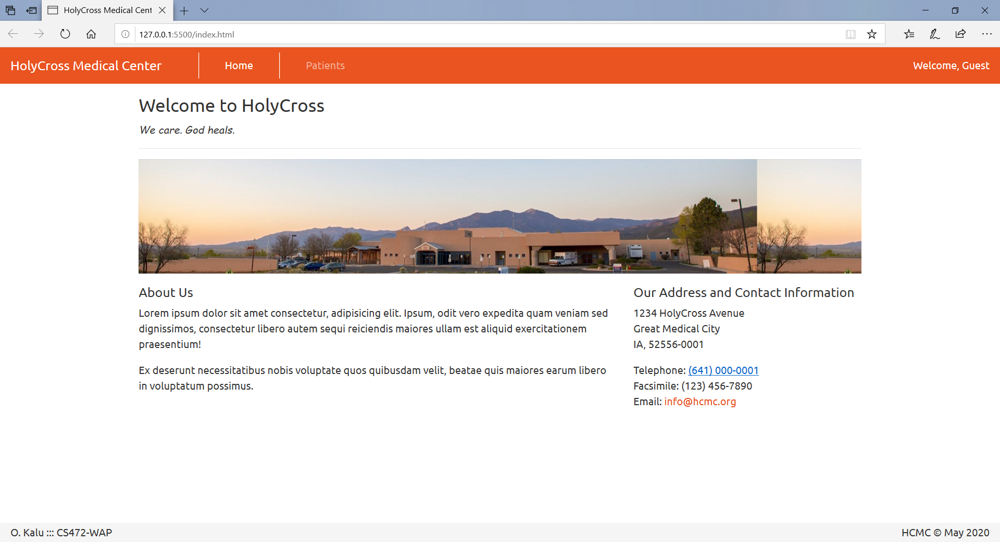 HolyCross Medical Cent
127.0.0.1:5500/index.html
HolyCross Medical Center
Home
Patients
Welcome, Guest
Welcome to HolyCross
We care. God heals.
About Us
Lorem ipsum dolor sit amet consectetur, adipisicing elit. Ipsum, odit vero expedita quam veniam sed
dignissimos, consectetur libero autem sequi reiciendis maiores ullam est aliquid exercitationem
praesentium!
Ex deserunt necessitatibus nobis voluptate quos quibusdam velit, beatae quis maiores earum libero
in voluptatum possimus.
Our Address and Contact Information
1234 HolyCross Avenue
Great Medical City
IA, 52556-0001
Telephone: (641) 000-0001
Facsimile: (123) 456-7890
Email: info@hcmc.org
O. Kalu ::: CS472-WAP
HCMC © May 2020